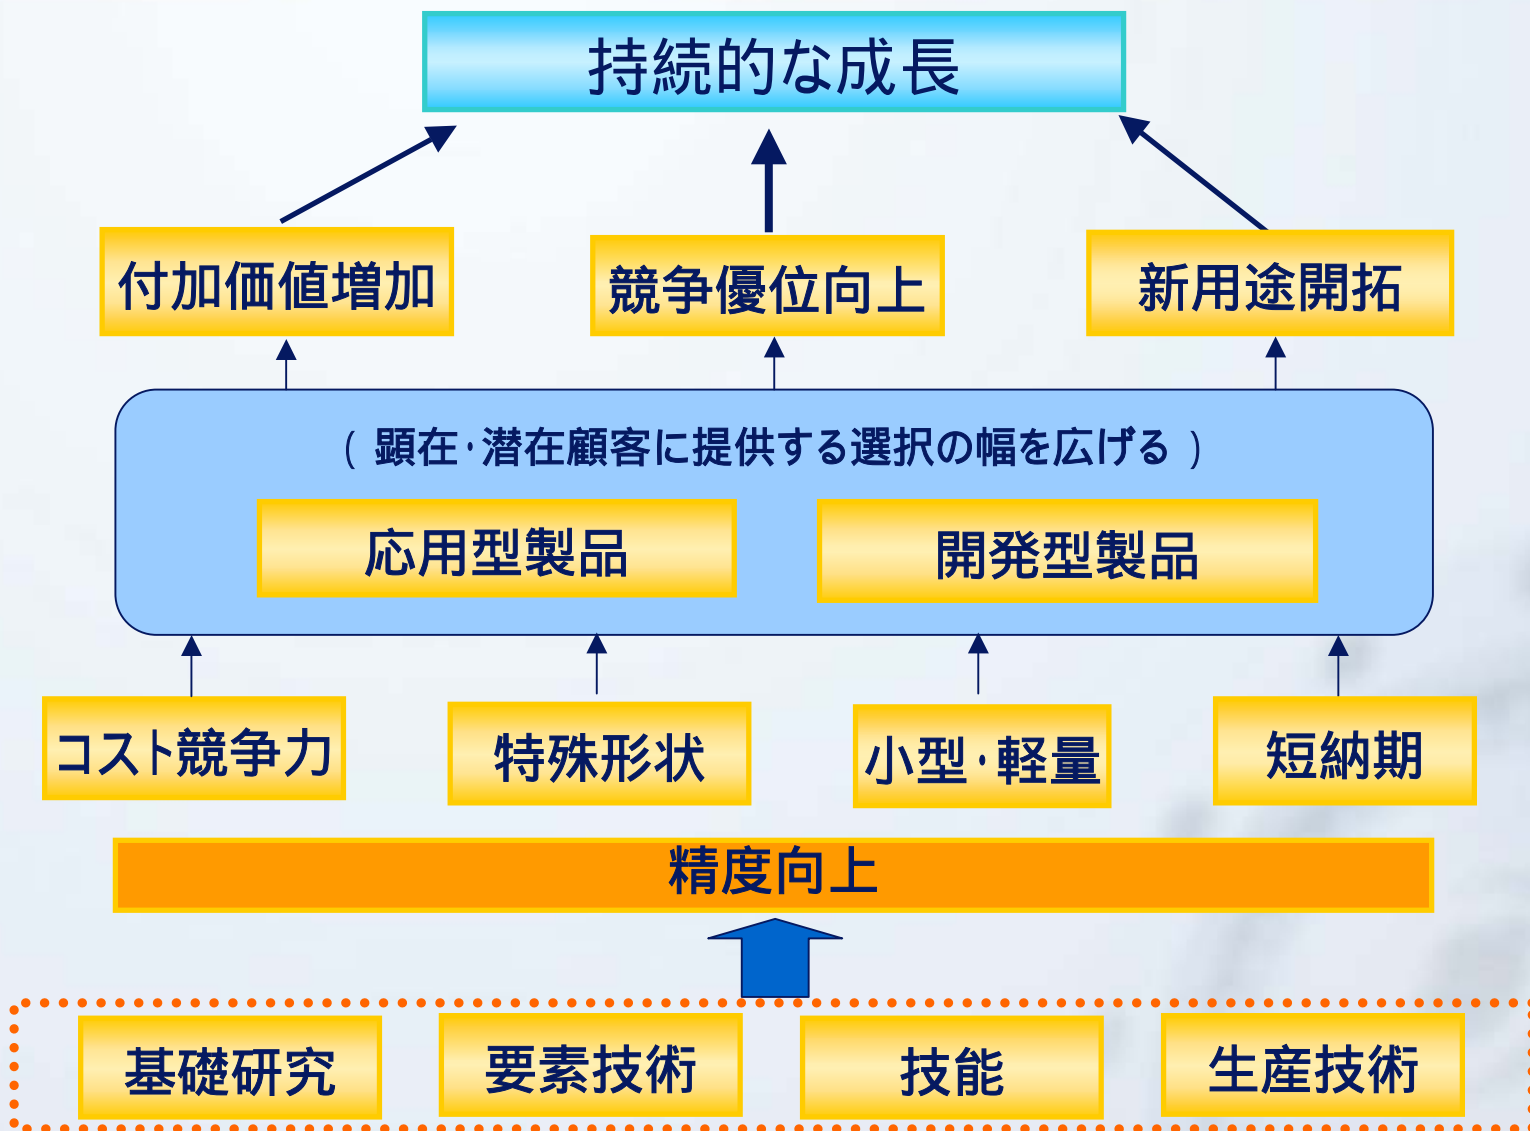 持続的な成長
付加価値増加
競争優位向上
新用途開拓
( 顕在･潜在顧客に提供する選択の幅を広げる )
応用型製品
開発型製品
コスト競争力
特殊形状
小型･軽量
短納期
精度向上
基礎研究
要素技術
技能
生産技術